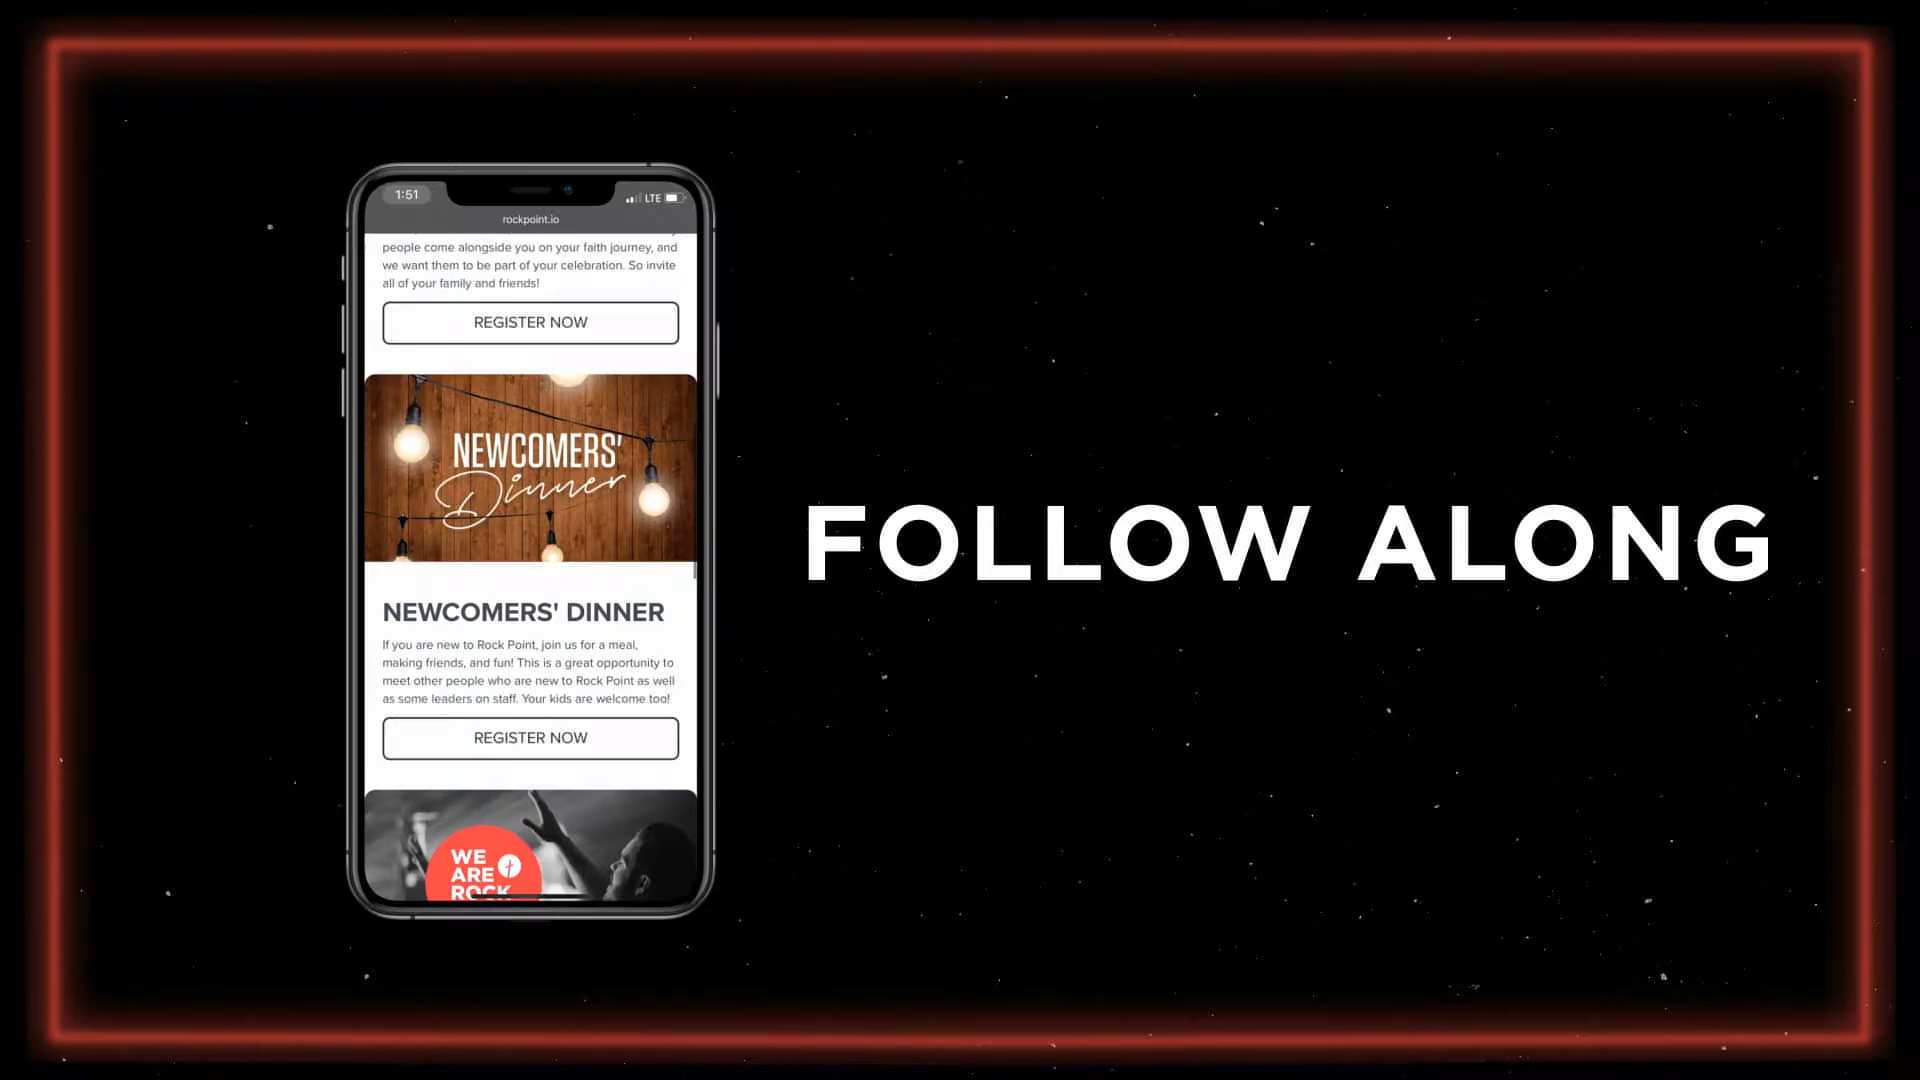 1:51
LTE
rockpoint.io
people come alongside you on your faith journey, and
we want them to be part of your celebration. So invite
all of your family and friends!
REGISTER NOW
NEWCOMERS'
Dinner
NEWCOMERS' DINNER
If you are new to Rock Point, join us for a meal,
making friends, and fun! This is a great opportunity to
meet other people who are new to Rock Point as well
as some leaders on staff. Your kids are welcome too!
REGISTER NOW
WE
ARE
ROCK
FOLLOW ALONG